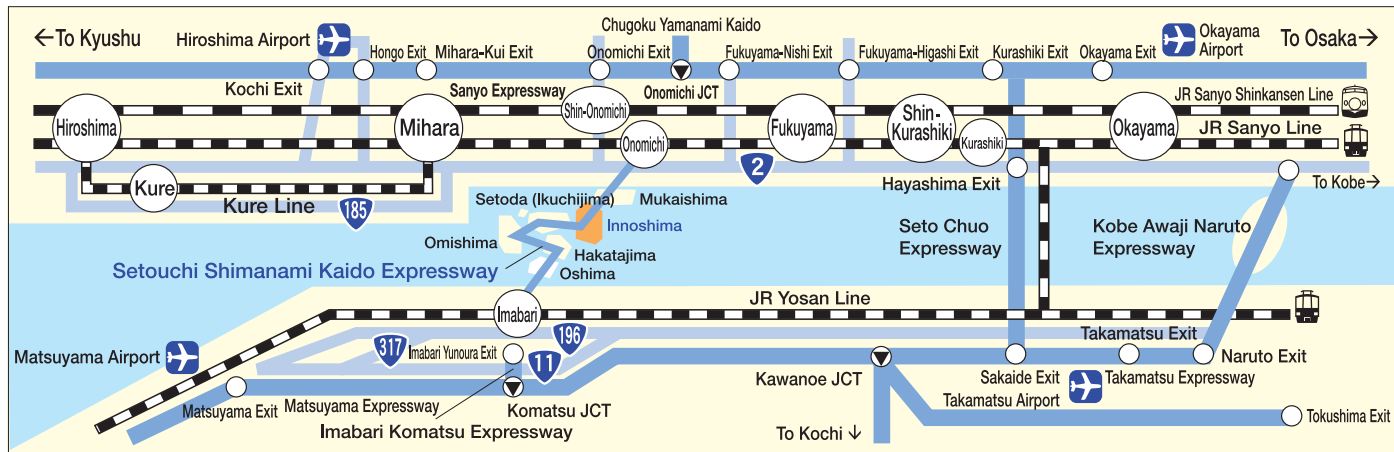 ←To Kyushu
Hiroshima Airport
Chugoku Yamanami Kaido
Okayama
Airport
To Osaka→
Hongo Exit
Mihara-Kui Exit
Onomichi Exit
Fukuyama-Nishi Exit
Fukuyama-Higashi Exit
Kurashiki Exit
Okayama Exit
Kochi Exit
Sanyo Expressway
Onomichi JCT
JR Sanyo Shinkansen Line
Hiroshima
Mihara
Shin-Onomichi
Onomichi
Fukuyama
Shin-
Kurashiki
Kurashiki
Okayama
JR Sanyo Line
2
Kure
Kure Line
185
Hayashima Exit
To Kobe→
Setoda (Ikuchijima)
Mukaishima
Innoshima
Omishima
Hakatajima
Oshima
Setouchi Shimanami Kaido Expressway
Seto Chuo
Expressway
Kobe Awaji Naruto
Expressway
Imabari
JR Yosan Line
Matsuyama Airport
317
Imabari Yunoura Exit
196
11
Takamatsu Exit
Naruto Exit
Kawanoe JCT
Sakaide Exit
Takamatsu Expressway
Takamatsu Airport
Matsuyama Exit
Matsuyama Expressway
Komatsu JCT
Imabari Komatsu Expressway
To Kochi ↓
Tokushima Exit